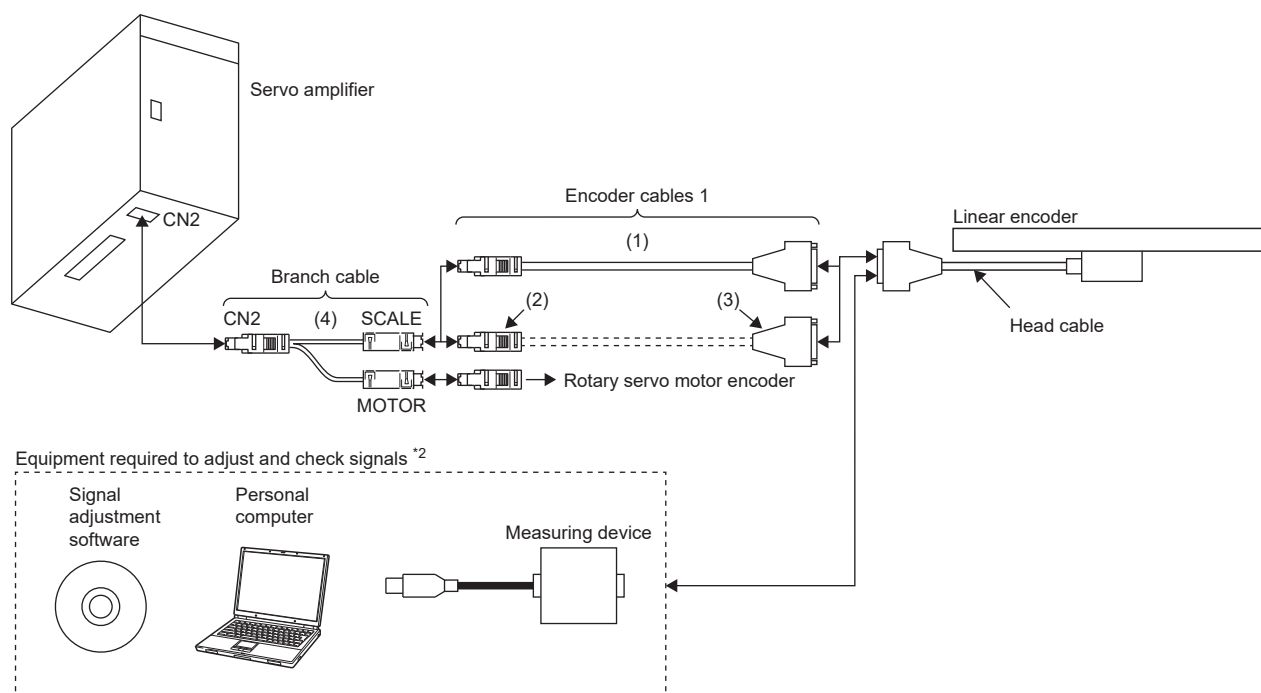 Servo amplifier
CN2
Encoder cables 1
(1)
Linear encoder
Branch cable
CN2
(4)
SCALE
(2)
(3)
Head cable
Rotary servo motor encoder
MOTOR
Equipment required to adjust and check signals *2
Signal
adjustment
software
Personal
computer
Measuring device